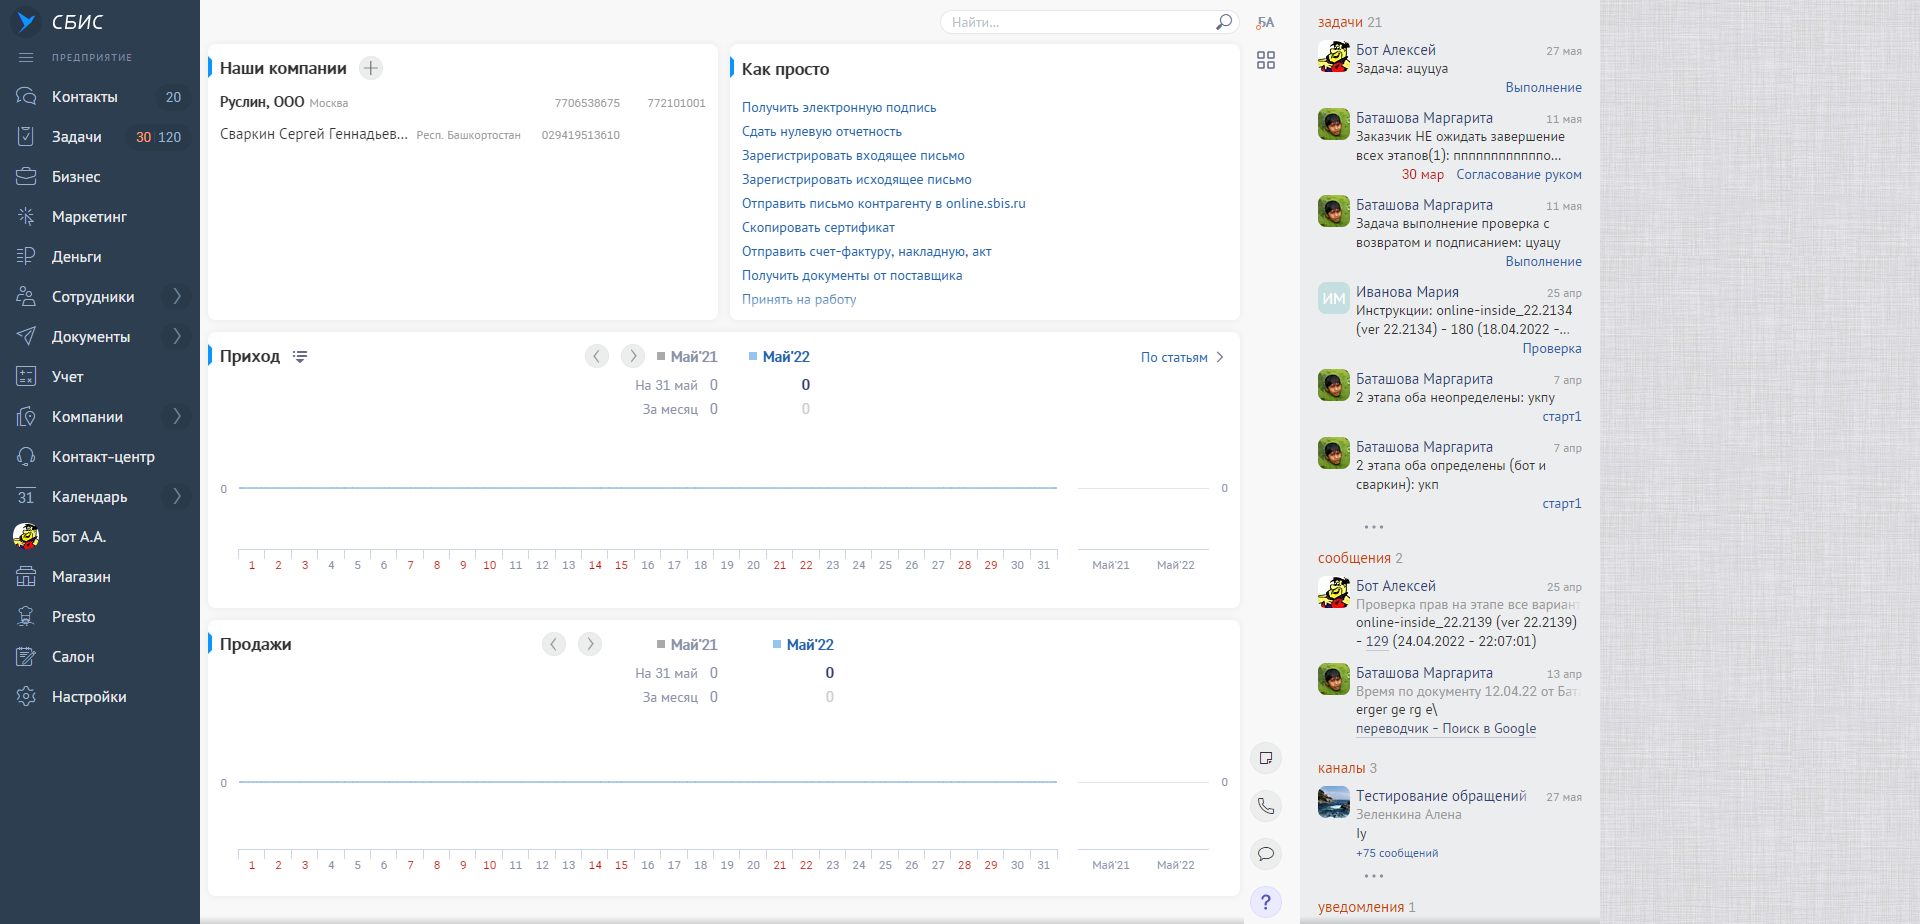 СБИС
ПРЕДПРИЯТИЕ
Контакты 20
Задачи 30 120
Бизнес
Маркетинг
Деньги
Сотрудники
Документы
Учет
Компании
Контакт-центр
31 Календарь
Бот А.А.
Магазин
Presto
Салон
Настройки
Найти...
БА
Наши компании
Руслин, ООО Москва 7706538675 772101001
Сваркин Сергей Геннадьев... Респ. Башкортостан 029419513610
Как просто
Получить электронную подпись
Сдать нулевую отчетность
Зарегистрировать входящее письмо
Зарегистрировать исходящее письмо
Отправить письмо контрагенту в online.sbis.ru
Скопировать сертификат
Отправить счет-фактуру, накладную, акт
Получить документы от поставщика
Принять на работу
Приход
Май'21 Май'22
По статьям
На 31 май 0 0
За месяц 0 0
0 0
1 2 3 4 5 6 7 8 9 10 11 12 13 14 15 16 17 18 19 20 21 22 23 24 25 26 27 28 29 30 31 Май'21 Май'22
Продажи
Май'21 Май'22
На 31 май 0 0
За месяц 0 0
0 0
1 2 3 4 5 6 7 8 9 10 11 12 13 14 15 16 17 18 19 20 21 22 23 24 25 26 27 28 29 30 31 Май'21 Май'22
?
задачи 21
Бот Алексей 27 мая
Задача: ацуцуа
Выполнение
Баташова Маргарита 11 мая
Заказчик НЕ ожидать завершение
всех этапов(1): пппппппппппо...
30 мар Согласование руком
Баташова Маргарита 11 мая
Задача выполнение проверка с
возвратом и подписанием: цуацу
Выполнение
ИМ
Иванова Мария 25 апр
Инструкции: online-inside_22.2134
(ver 22.2134) - 180 (18.04.2022 -...
Проверка
Баташова Маргарита 7 апр
2 этапа оба неопределены: укпу
старт1
Баташова Маргарита 7 апр
2 этапа оба определены (бот и
сваркин): укп
старт1
сообщения 2
Бот Алексей 25 апр
Проверка прав на этапе все вариант
online-inside_22.2139 (ver 22.2139)
- 129 (24.04.2022 - 22:07:01)
Баташова Маргарита 13 апр
Время по документу 12.04.22 от Бата
erger ge rg e\
переводчик - Поиск в Google
каналы 3
Тестирование обращений 27 мая
Зеленкина Алена
Iy
+75 сообщений
уведомления 1